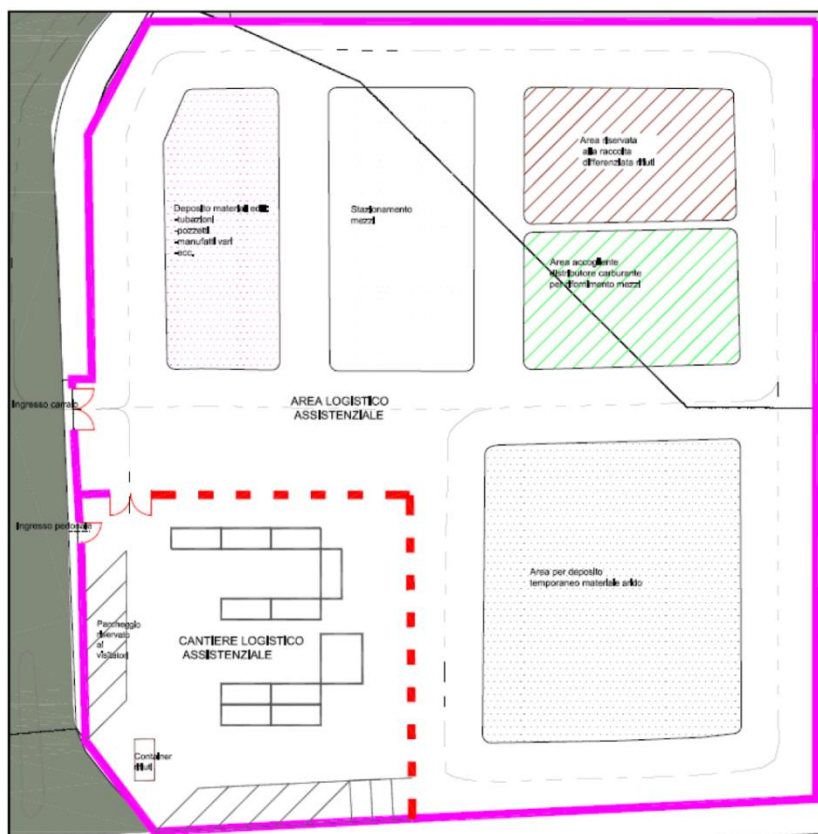 Area riservata
alla raccolta
differenziata rifiuti
Deposito materiali
-tubazioni
-pozzetti
-manufatti vari
-ecc.
Stazionamento
mezzi
Area accogliente
distributore carburante
per rifornimento mezzi
AREA LOGISTICO
ASSISTENZIALE
Ingresso carraio
Ingresso pedonale
Area per deposito
temporaneo materiale arido
Parcheggio
riservato
ai
visitatori
CANTIERE LOGISTICO
ASSISTENZIALE
Container
rifiuti